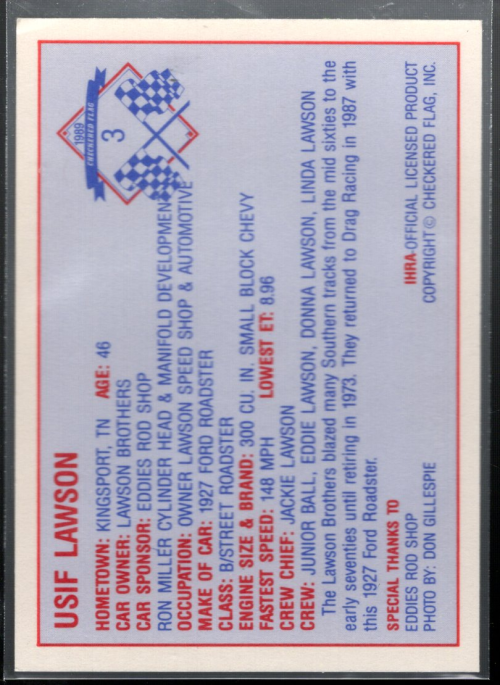 1989
CHECKERED FLAG
3
USIF LAWSON
HOMETOWN: KINGSPORT, TN AGE: 46
CAR OWNER: LAWSON BROTHERS
CAR SPONSOR: EDDIES ROD SHOP
RON MILLER CYLINDER HEAD & MANIFOLD DEVELOPMENT
OCCUPATION: OWNER LAWSON SPEED SHOP & AUTOMOTIVE
MAKE OF CAR: 1927 FORD ROADSTER
CLASS: B/STREET ROADSTER
ENGINE SIZE & BRAND: 300 CU. IN. SMALL BLOCK CHEVY
FASTEST SPEED: 148 MPH LOWEST ET: 8.96
CREW CHIEF: JACKIE LAWSON
CREW: JUNIOR BALL, EDDIE LAWSON, DONNA LAWSON, LINDA LAWSON
The Lawson Brothers blazed many Southern tracks from the mid sixties to the
early seventies until retiring in 1973. They returned to Drag Racing in 1987 with
this 1927 Ford Roadster.
SPECIAL THANKS TO
EDDIES ROD SHOP
PHOTO BY: DON GILLESPIE
IHRA-OFFICIAL LICENSED PRODUCT
COPYRIGHT© CHECKERED FLAG, INC.